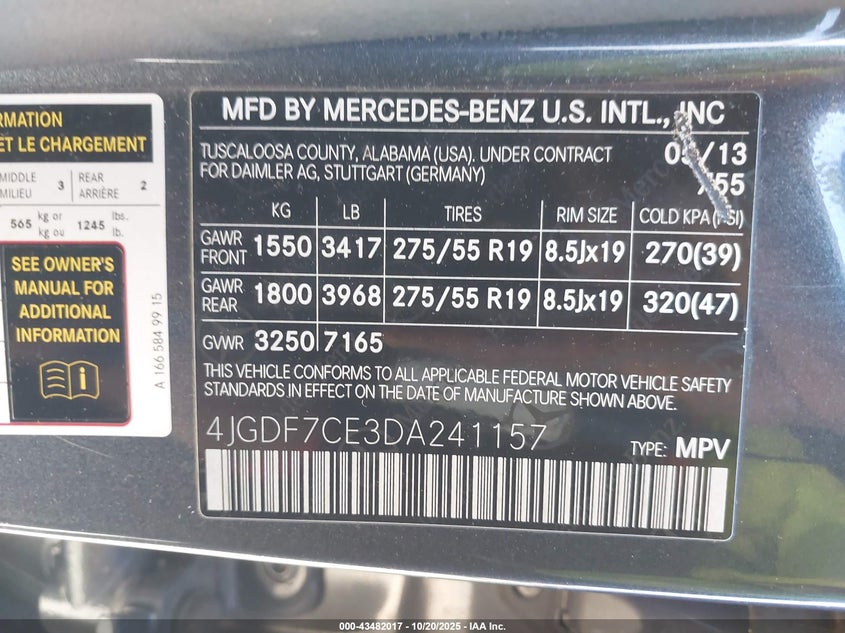 RMATION
ET LE CHARGEMENT
MIDDLE
MILIEU
3
REAR
ARRIÈRE
2
565 kg or
kg ou
1245 lbs.
lb.
SEE OWNER'S
MANUAL FOR
ADDITIONAL
INFORMATION
A 166 584 99 15
MFD BY MERCEDES-BENZ U.S. INTL., INC
TUSCALOOSA COUNTY, ALABAMA (USA). UNDER CONTRACT
FOR DAIMLER AG, STUTTGART (GERMANY)
/13
/55
KG LB TIRES RIM SIZE COLD KPA(PSI)
GAWR
FRONT 1550 3417 275/55 R19 8.5Jx19 270(39)
GAWR
REAR 1800 3968 275/55 R19 8.5Jx19 320(47)
GVWR 3250 7165
THIS VEHICLE CONFORMS TO ALL APPLICABLE FEDERAL MOTOR VEHICLE SAFETY
STANDARDS IN EFFECT ON THE DATE OF MANUFACTURE SHOWN ABOVE.
4JGDF7CE3DA241157
TYPE: MPV
000-43482017 - 10/20/2025 - IAA Inc.